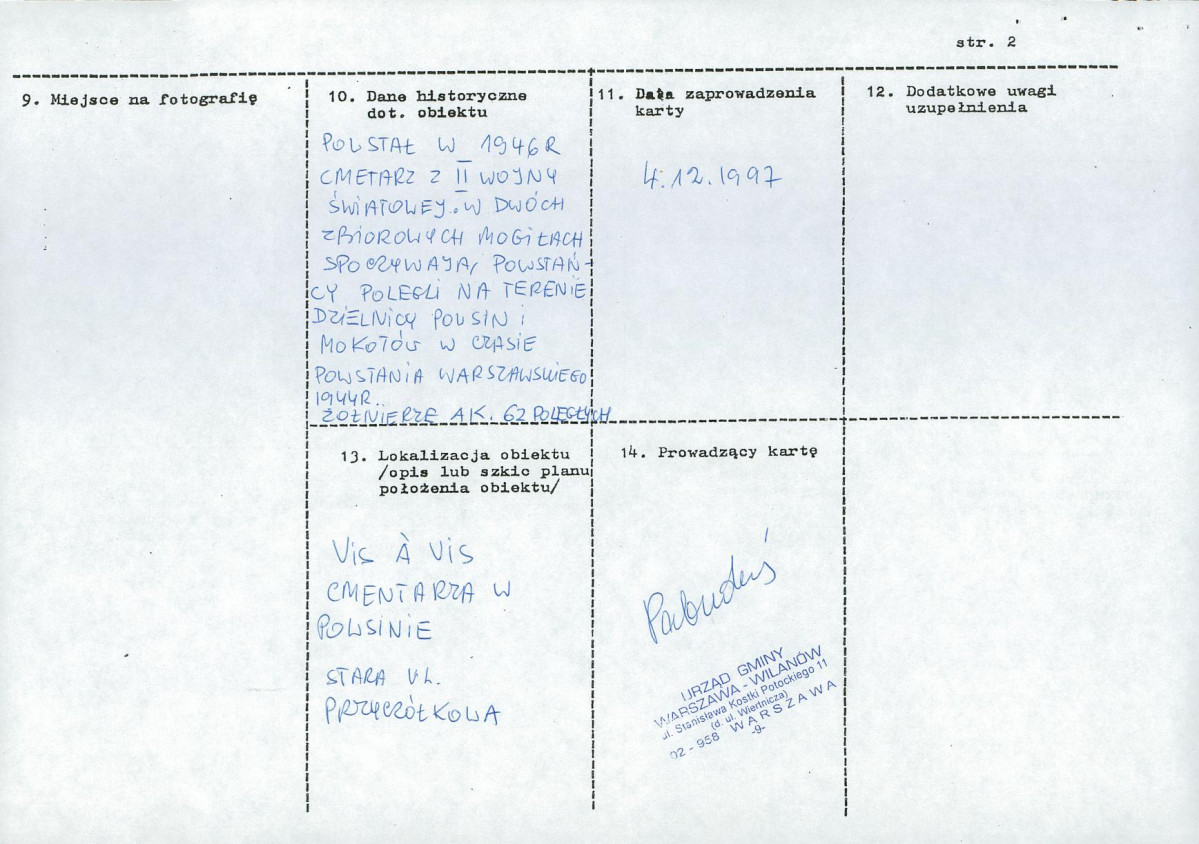 str. 2
9. Miejsce na fotografię
10. Dane historyczne
dot. obiektu
POWSTAŁ W 1946R
CMETARZ Z II WOJNY
ŚWIATOWEJ. W DWÓCH
ZBIOROWYCH MOGIŁACH
SPOCZYWAJĄ POWSTAŃ-
CY POLEGLI NA TERENIE
DZIELNICY POWSIN I
MOKOTÓW W CZASIE
POWSTANIA WARSZAWSKIEGO
1944R..
ŻOŁNIERZE AK. 62 POLEGŁYCH
11. Data zaprowadzenia
karty
4.12.1997
12. Dodatkowe uwagi
uzupełnienia
13. Lokalizacja obiektu
/opis lub szkic planu
położenia obiektu/
VIS À VIS
CMENTARZA W
POWSINIE
STARA UL.
PRZYCZÓŁKOWA
14. Prowadzący kartę
URZĄD GMINY
WARSZAWA - WILANÓW
ul. Stanisława Kostki Potockiego 11
(d. ul. Wiertnicza)
02 - 958 WARSZAWA
-9-